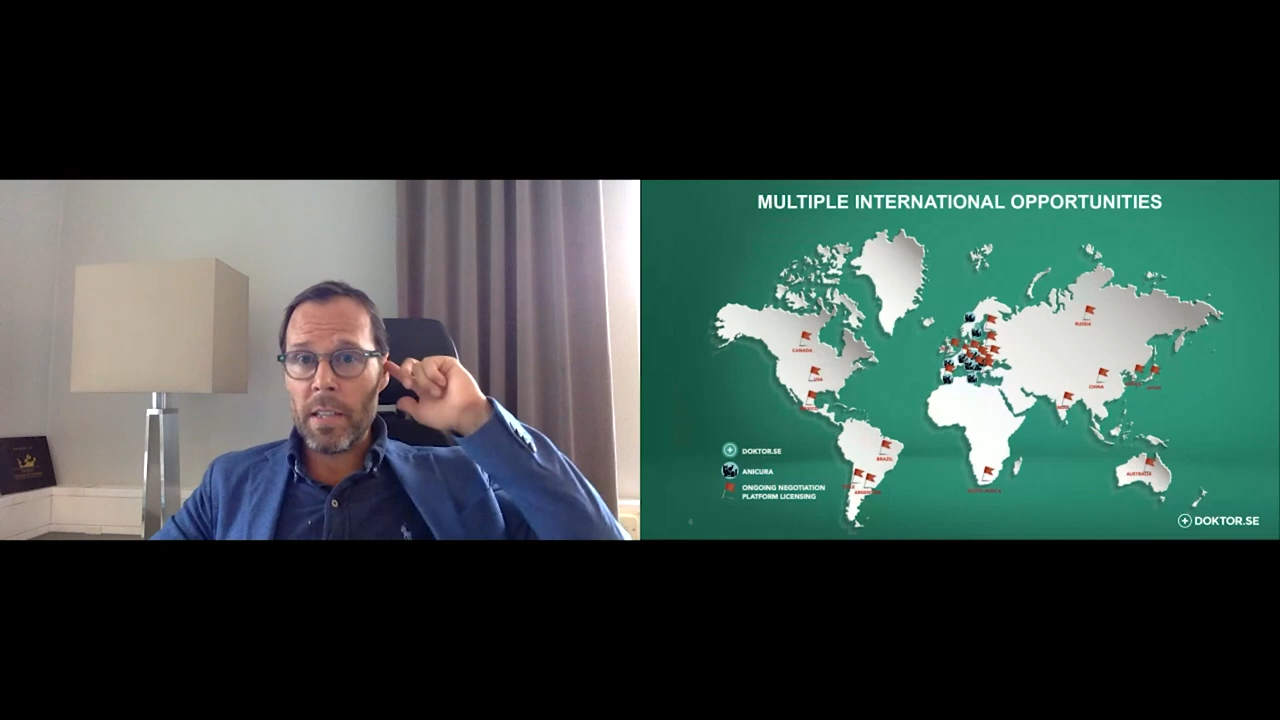 MULTIPLE INTERNATIONAL OPPORTUNITIES
RUSSIA
CANADA
USA
CHINA
BRAZIL
AUSTRALIA
SOUTH AFRICA
DOKTOR.SE
ANICURA
ONGOING NEGOTIATION
PLATFORM LICENSING
6
DOKTOR.SE